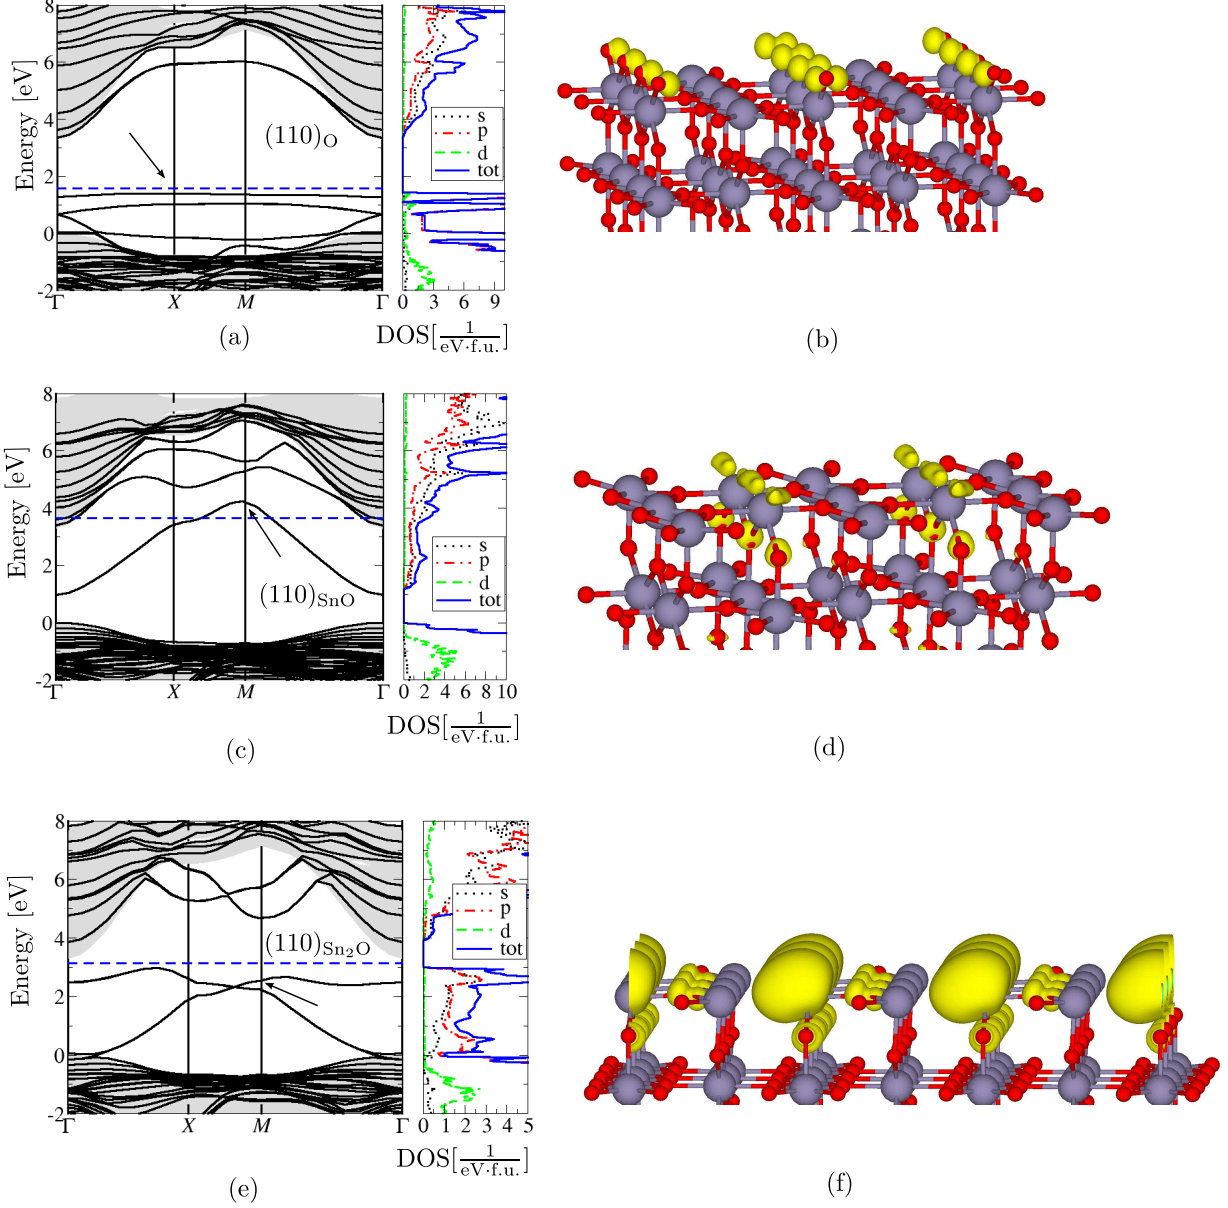 8
6
4
2
0
-2
Energy [eV]
(110)O
Γ X M Γ
s
p
d
tot
0 3 6 9
DOS[1/eV·f.u.]
(a)
(b)
8
6
4
2
0
-2
Energy [eV]
(110)SnO
Γ X M Γ
s
p
d
tot
0 2 4 6 8 10
DOS[1/eV·f.u.]
(c)
(d)
8
6
4
2
0
-2
Energy [eV]
(110)Sn₂O
Γ X M Γ
s
p
d
tot
0 1 2 3 4 5
DOS[1/eV·f.u.]
(e)
(f)